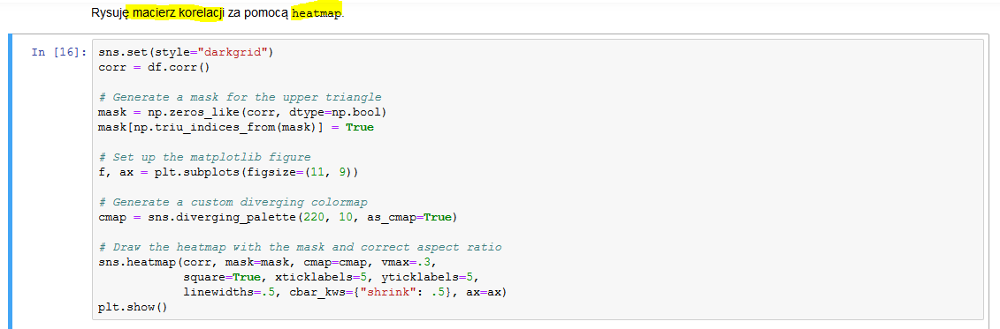 Rysuję macierz korelacji za pomocą heatmap.
In [16]:
sns.set(style="darkgrid")
corr = df.corr()
# Generate a mask for the upper triangle
mask = np.zeros_like(corr, dtype=np.bool)
mask[np.triu_indices_from(mask)] = True
# Set up the matplotlib figure
f, ax = plt.subplots(figsize=(11, 9))
# Generate a custom diverging colormap
cmap = sns.diverging_palette(220, 10, as_cmap=True)
# Draw the heatmap with the mask and correct aspect ratio
sns.heatmap(corr, mask=mask, cmap=cmap, vmax=.3,
            square=True, xticklabels=5, yticklabels=5,
            linewidths=.5, cbar_kws={"shrink": .5}, ax=ax)
plt.show()